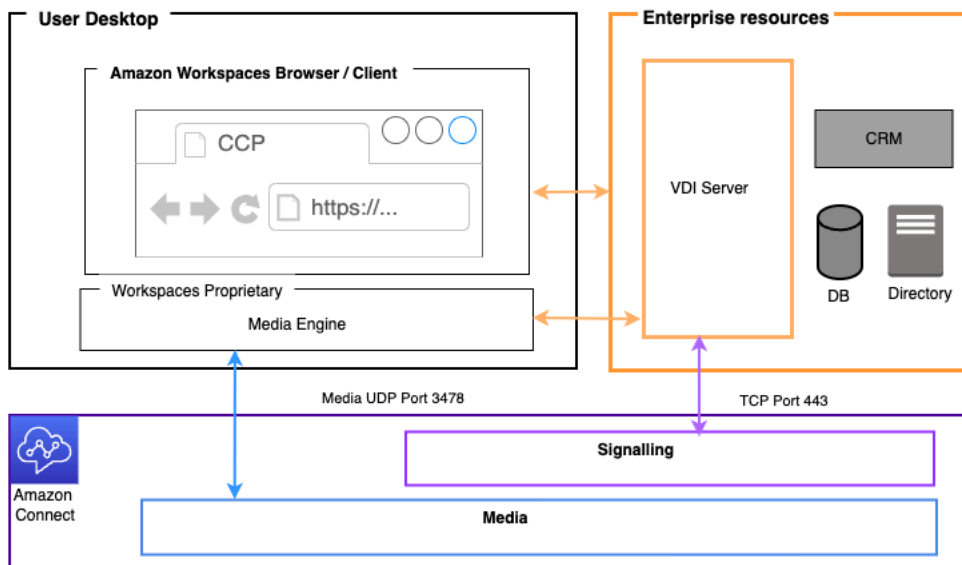 User Desktop
Enterprise resources
Amazon Workspaces Browser / Client
CCP
https://...
VDI Server
CRM
DB
Directory
Workspaces Proprietary
Media Engine
Media UDP Port 3478
TCP Port 443
Signalling
Amazon
Connect
Media